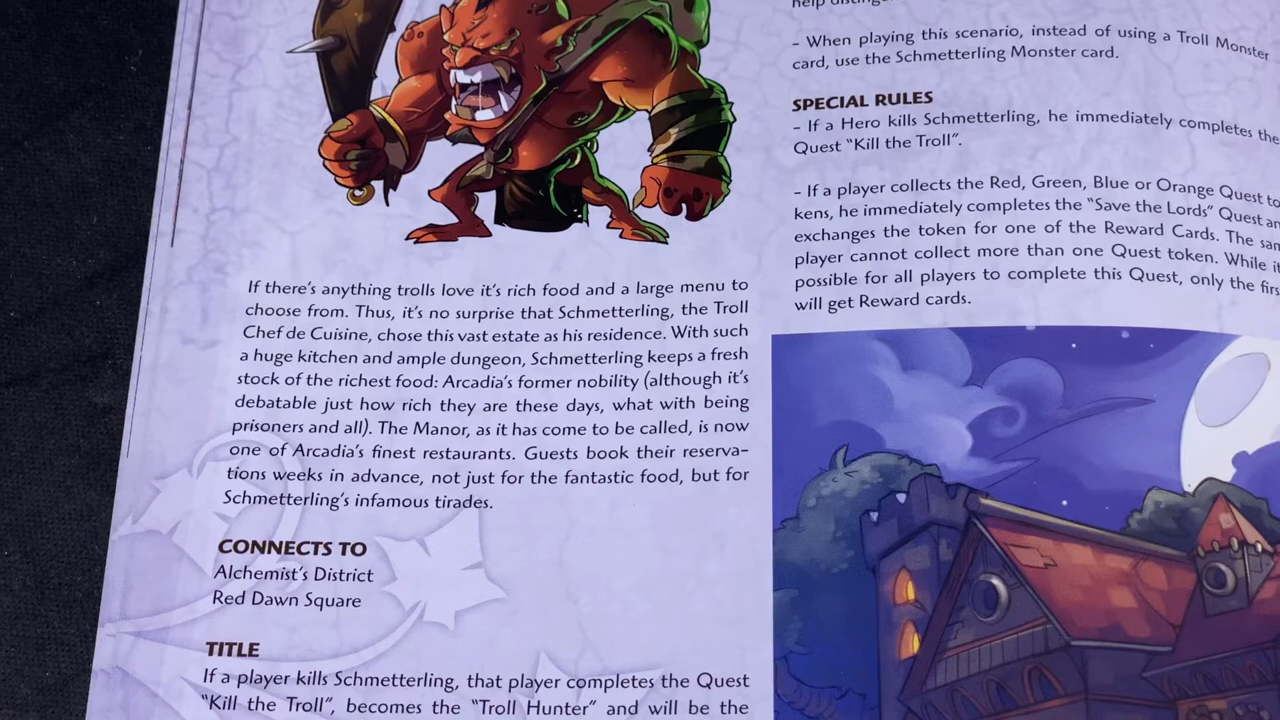 If there's anything trolls love it's rich food and a large menu to
choose from. Thus, it's no surprise that Schmetterling, the Troll
Chef de Cuisine, chose this vast estate as his residence. With such
a huge kitchen and ample dungeon, Schmetterling keeps a fresh
stock of the richest food: Arcadia's former nobility (although it's
debatable just how rich they are these days, what with being
prisoners and all). The Manor, as it has come to be called, is now
one of Arcadia's finest restaurants. Guests book their reserva-
tions weeks in advance, not just for the fantastic food, but for
Schmetterling's infamous tirades.
CONNECTS TO
Alchemist's District
Red Dawn Square
TITLE
If a player kills Schmetterling, that player completes the Quest
"Kill the Troll", becomes the "Troll Hunter" and will be the
help
- When playing this scenario, instead of using a Troll Monster
card, use the Schmetterling Monster card.
SPECIAL RULES
- If a Hero kills Schmetterling, he immediately completes the
Quest "Kill the Troll".
- If a player collects the Red, Green, Blue or Orange Quest to
kens, he immediately completes the "Save the Lords" Quest an
exchanges the token for one of the Reward Cards. The sam
player cannot collect more than one Quest token. While it
possible for all players to complete this Quest, only the firs
will get Reward cards.